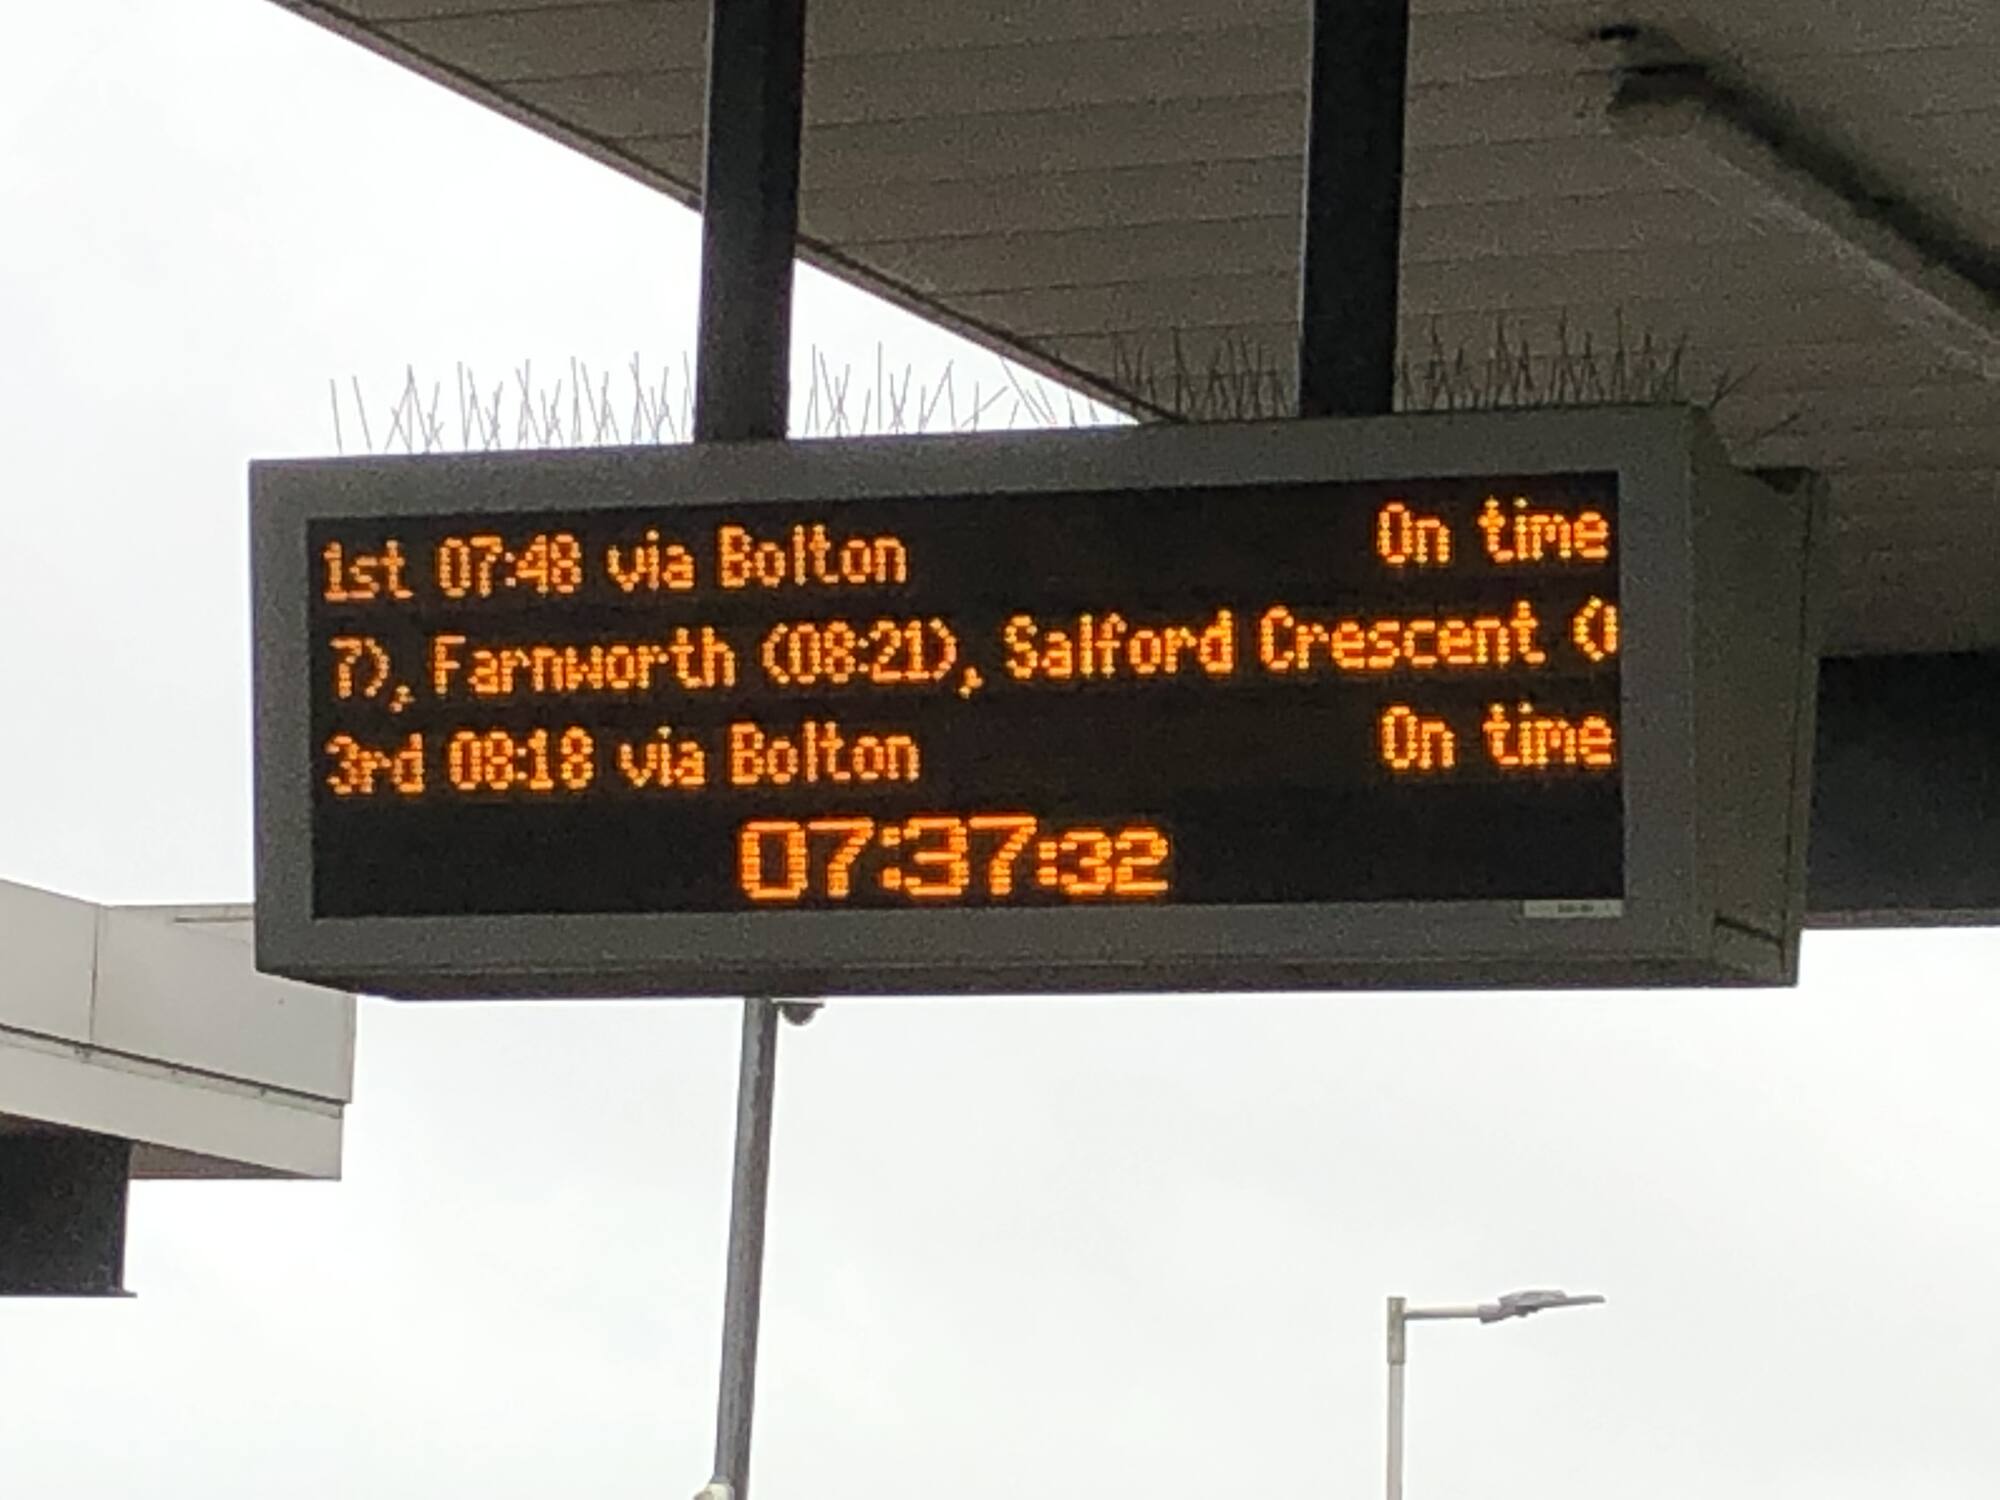 1st 07:48 via Bolton On time
7), Farnworth (08:21), Salford Crescent (
3rd 08:18 via Bolton On time
07:37:32